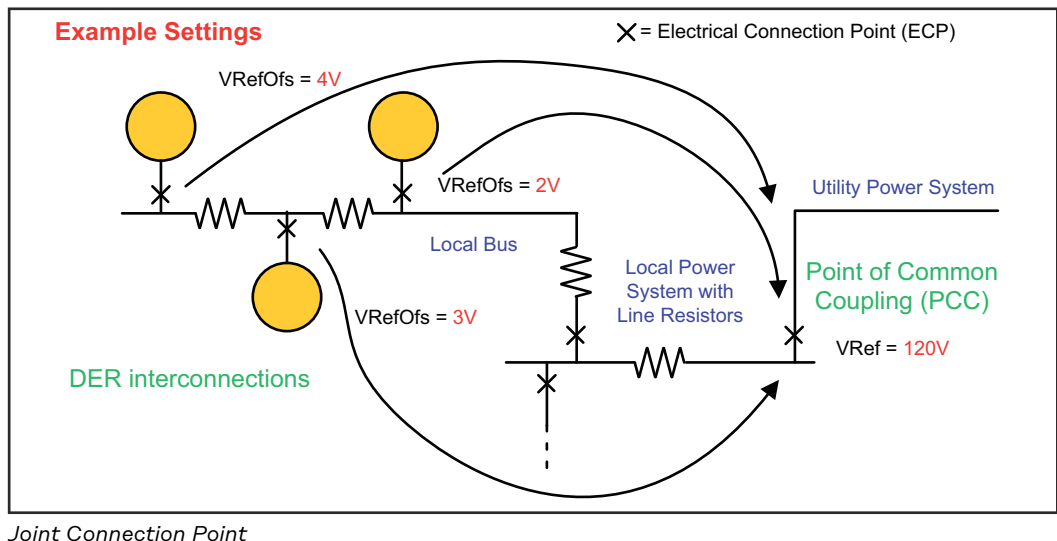 Example Settings
= Electrical Connection Point (ECP)
VRefOfs = 4V
VRefOfs = 2V
Utility Power System
Local Bus
Local Power
System with
Line Resistors
Point of Common
Coupling (PCC)
VRefOfs = 3V
VRef = 120V
DER interconnections
Joint Connection Point